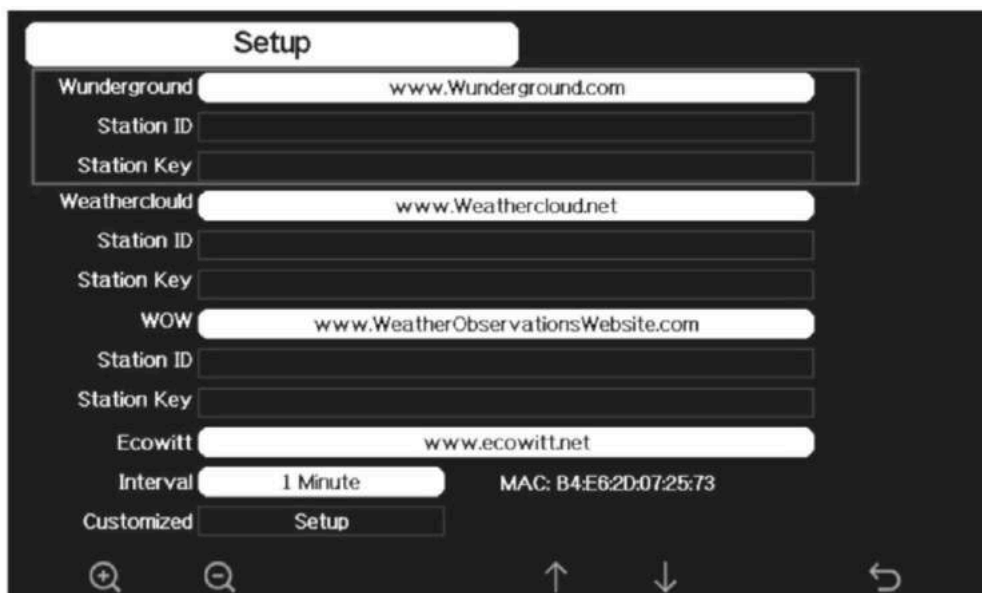 Setup
Wunderground www.Wunderground.com
Station ID
Station Key
Weatherclould www.Weathercloud.net
Station ID
Station Key
WOW www.WeatherObservationsWebsite.com
Station ID
Station Key
Ecowitt www.ecowitt.net
Interval 1 Minute MAC: B4:E6:2D:07:25:73
Customized Setup